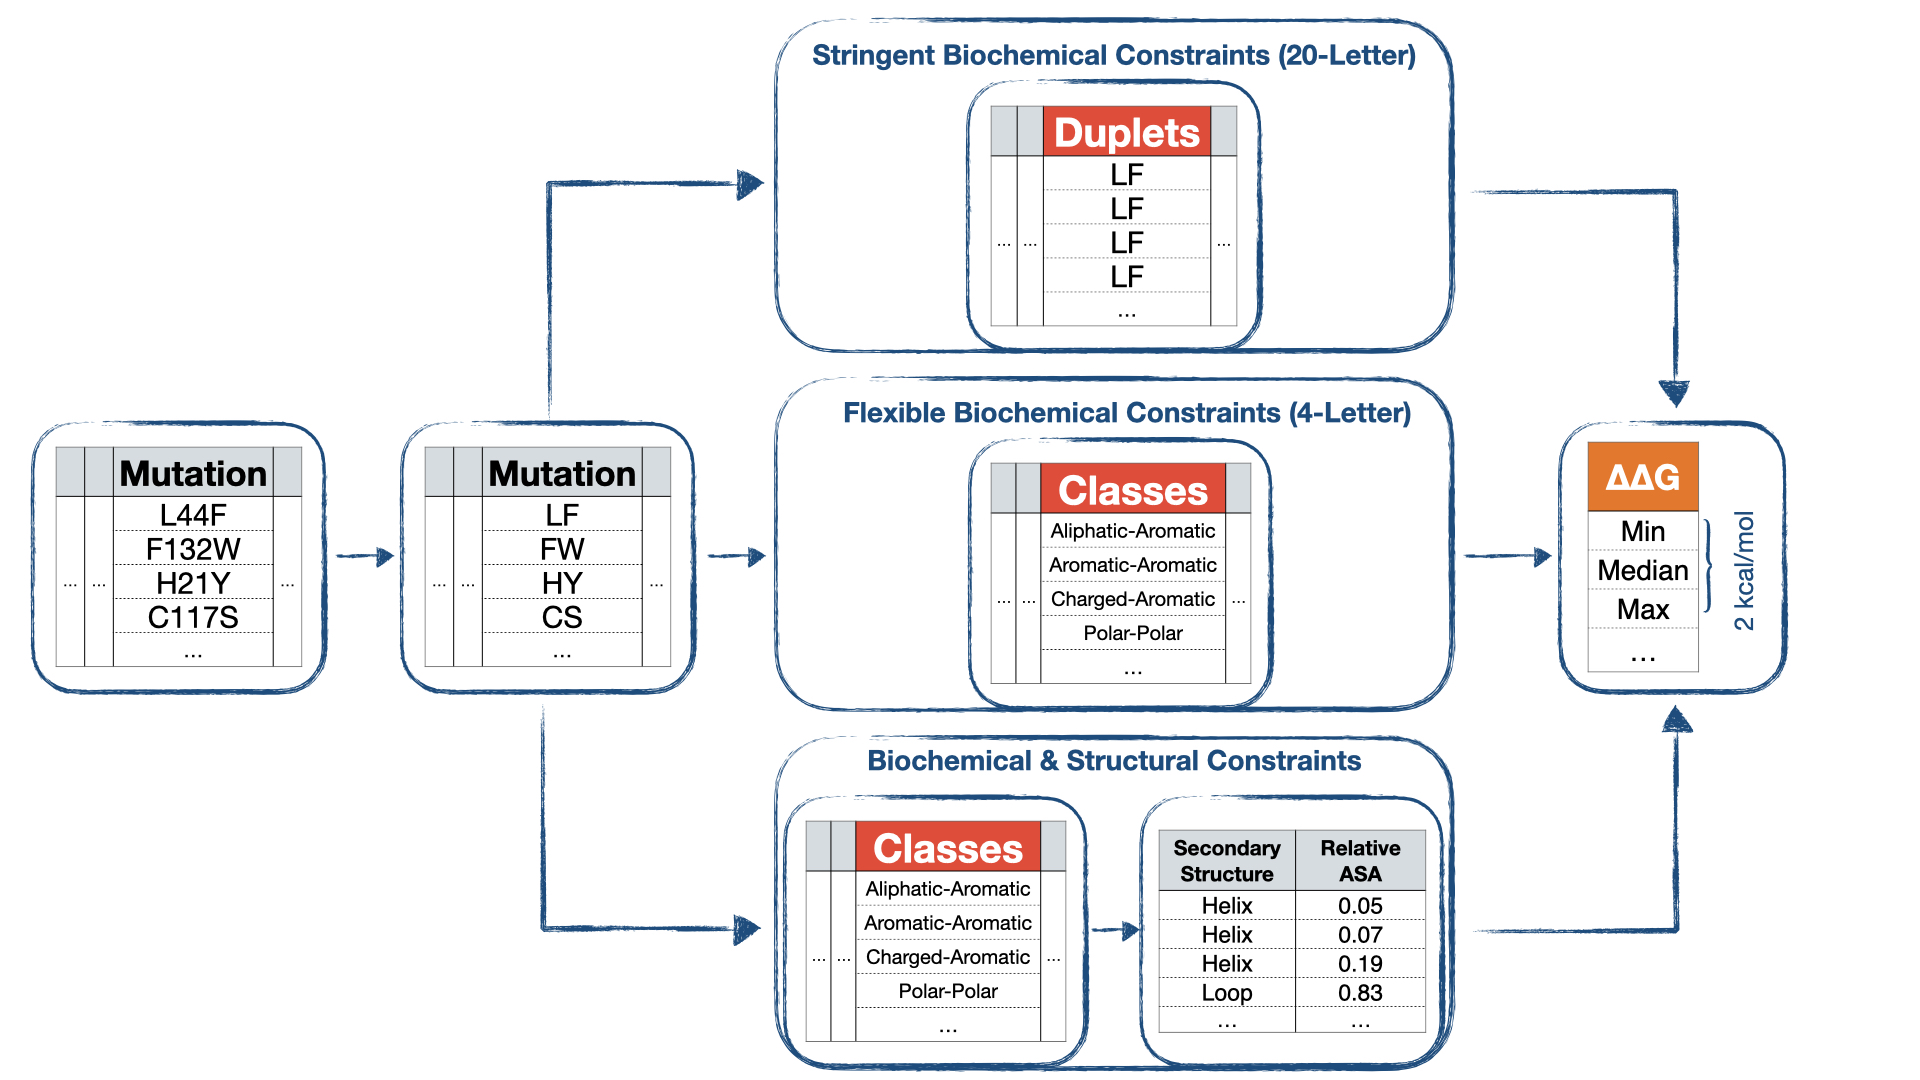 Stringent Biochemical Constraints (20-Letter)
Duplets
LF
LF
LF
... ... LF ...
LF
...
Flexible Biochemical Constraints (4-Letter)
Classes
Aliphatic-Aromatic
Aromatic-Aromatic
... ... Charged-Aromatic ...
Polar-Polar
...
Mutation
L44F
F132W
... ... H21Y ...
C117S
...
Mutation
LF
FW
... ... HY ...
CS
...
ΔΔG
Min
Median
Max
...
2 kcal/mol
Biochemical & Structural Constraints
Classes
Aliphatic-Aromatic
Aromatic-Aromatic
... ... Charged-Aromatic ...
Polar-Polar
...
Secondary Structure
Relative ASA
Helix 0.05
Helix 0.07
Helix 0.19
Loop 0.83
... ...